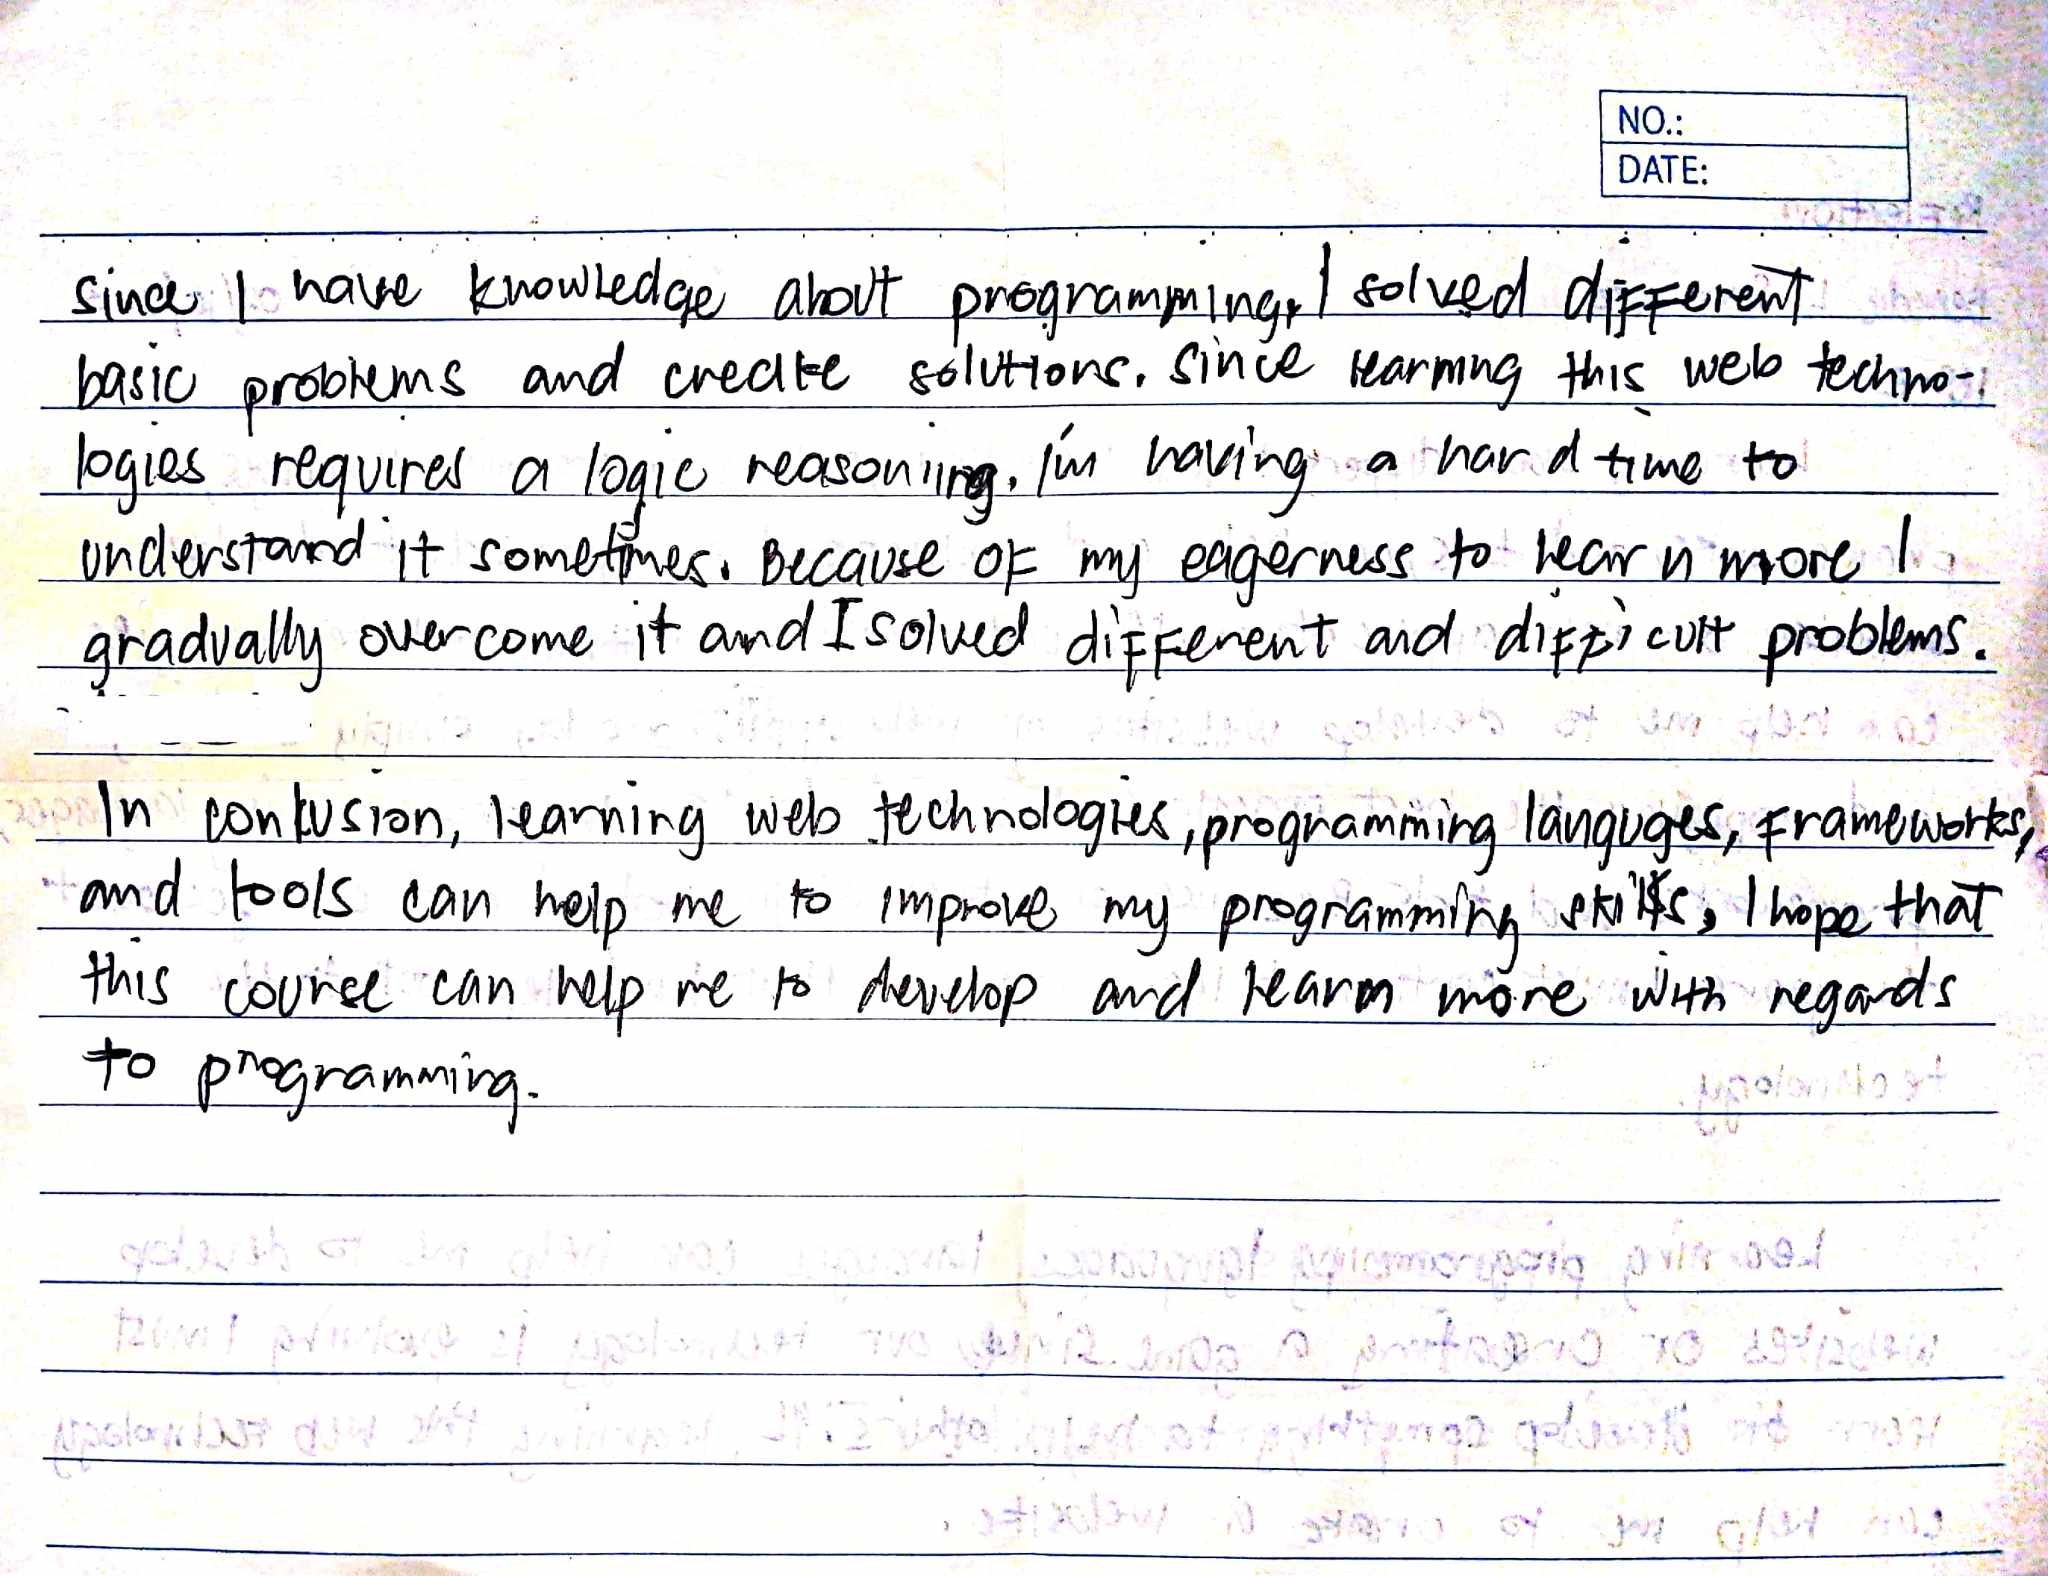 NO.:
DATE:
since I have knowledge about programming, I solved different
basic problems and create solutions. Since learning this web techno-
logies requires a logic reasoning. I'm having a hard time to
understand it sometimes. Because of my eagerness to learn more I
gradually overcome it and I solved different and difficult problems.
In conclusion, learning web technologies, programming languges, frameworks,
and tools can help me to improve my programming skills, I hope that
this course can help me to develop and learn more with regards
to programming.